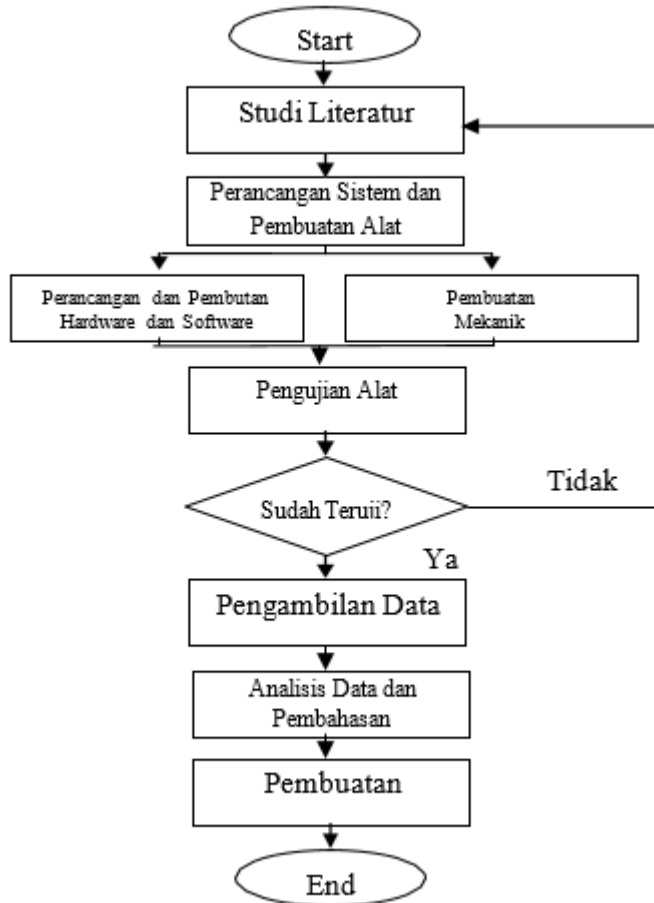 Start
Studi Literatur
Perancangan Sistem dan
Pembuatan Alat
Perancangan dan Pembutan
Hardware dan Software
Pembuatan
Mekanik
Pengujian Alat
Sudah Teruii?
Tidak
Ya
Pengambilan Data
Analisis Data dan
Pembahasan
Pembuatan
End